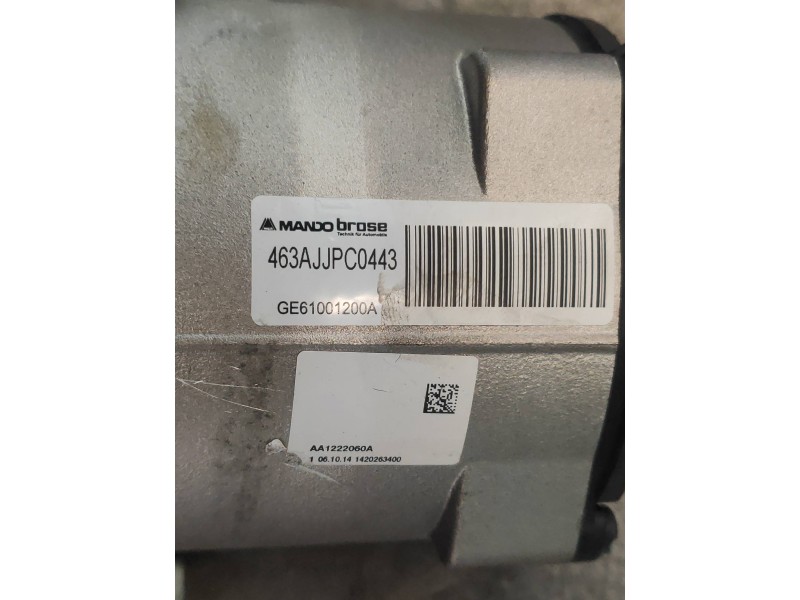 MANDO brose
Technik für Automobile
463AJJPC0443
GE61001200A
AA1222060A
1 06.10.14 1420263400